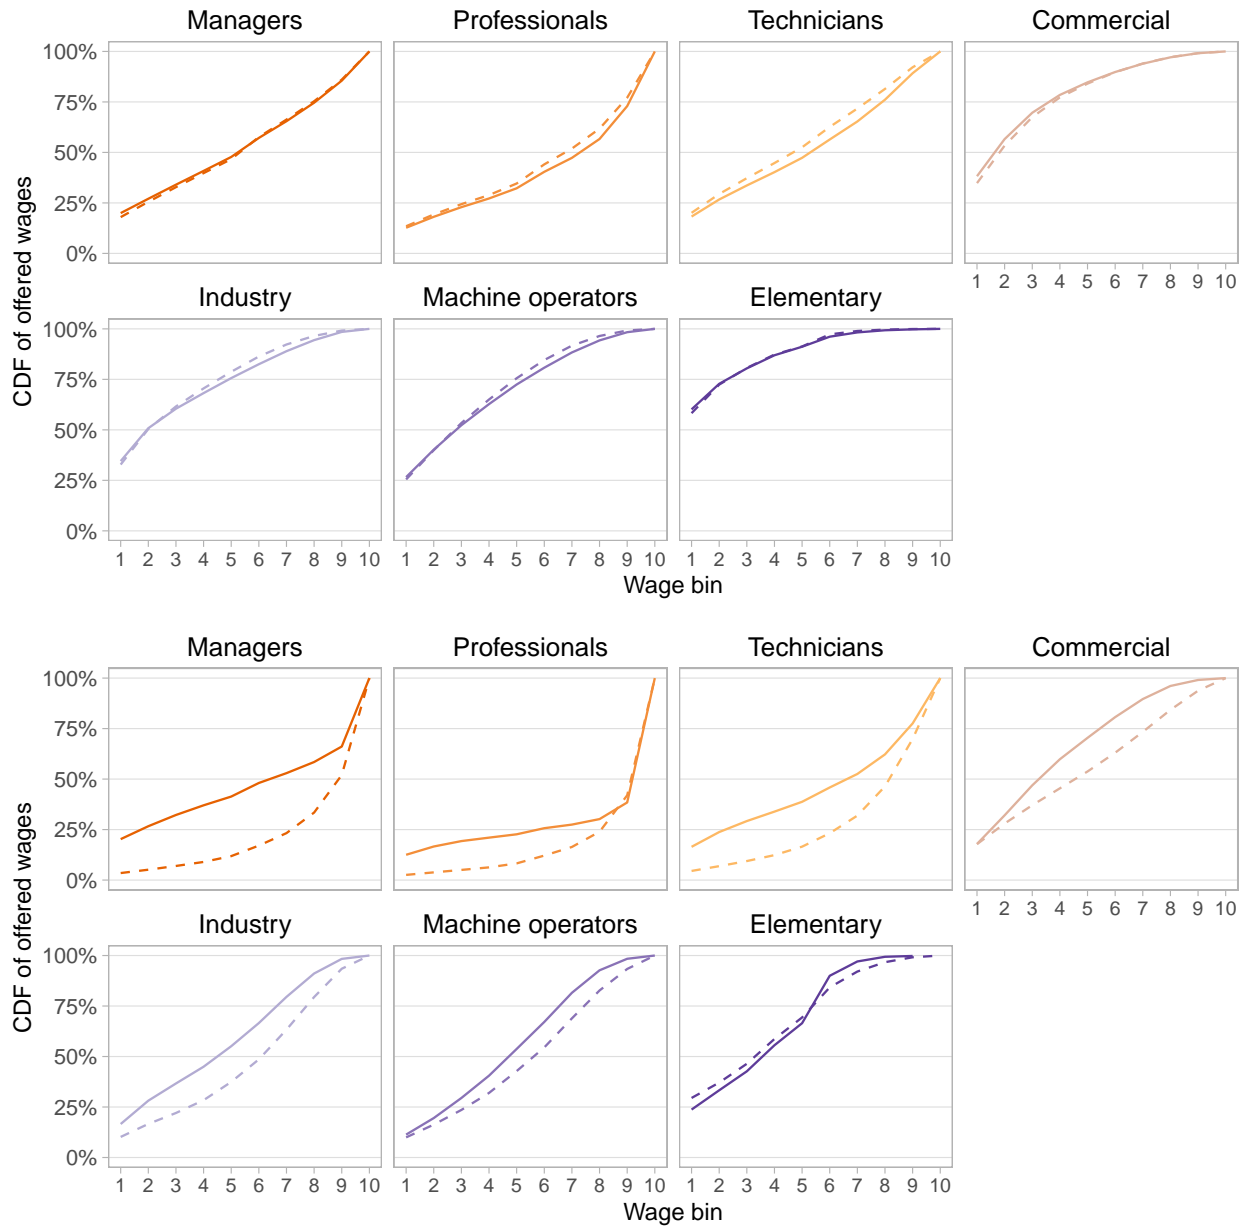 Managers Professionals Technicians Commercial
100%
75%
50%
25%
0%
1 2 3 4 5 6 7 8 9 10
Industry Machine operators Elementary
100%
75%
50%
25%
0%
1 2 3 4 5 6 7 8 9 10 1 2 3 4 5 6 7 8 9 10 1 2 3 4 5 6 7 8 9 10
Wage bin
CDF of offered wages
Managers Professionals Technicians Commercial
100%
75%
50%
25%
0%
1 2 3 4 5 6 7 8 9 10
Industry Machine operators Elementary
100%
75%
50%
25%
0%
1 2 3 4 5 6 7 8 9 10 1 2 3 4 5 6 7 8 9 10 1 2 3 4 5 6 7 8 9 10
Wage bin
CDF of offered wages